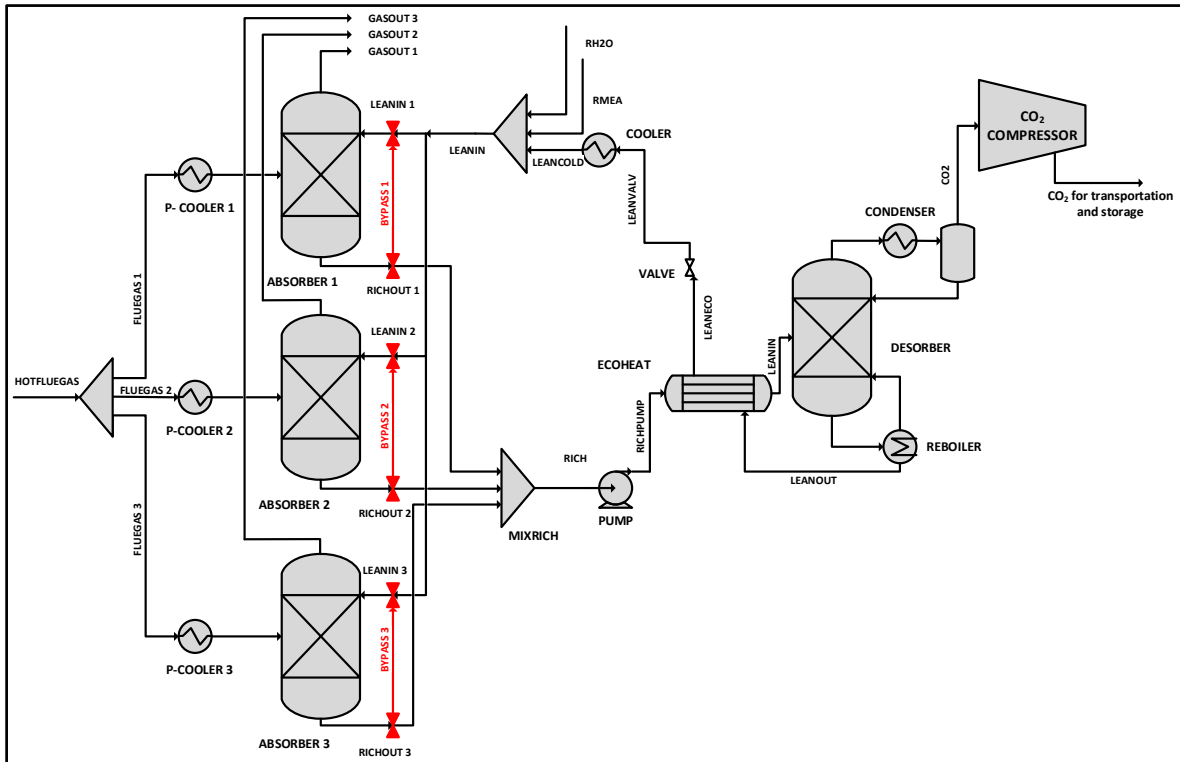 GASOUT 3
GASOUT 2
GASOUT 1
RH2O
RMEA
LEANIN 1
LEANIN
LEANCOLD
COOLER
CO₂
COMPRESSOR
CO2
CO₂ for transportation
and storage
P- COOLER 1
BYPASS 1
LEANVALV
CONDENSER
VALVE
ABSORBER 1
RICHOUT 1
FLUEGAS 1
LEANECO
LEANIN
DESORBER
LEANIN 2
ECOHEAT
HOTFLUEGAS
FLUEGAS 2
P-COOLER 2
BYPASS 2
RICHPUMP
REBOILER
RICH
LEANOUT
ABSORBER 2
RICHOUT 2
PUMP
MIXRICH
FLUEGAS 3
LEANIN 3
BYPASS 3
P-COOLER 3
ABSORBER 3
RICHOUT 3